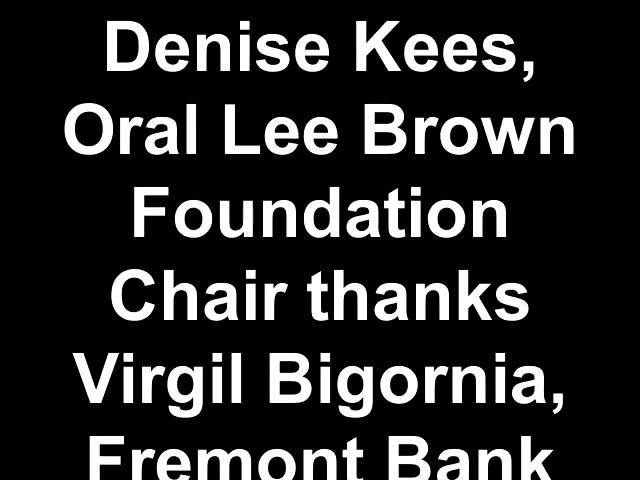 Denise Kees,
Oral Lee Brown
Foundation
Chair thanks
Virgil Bigornia,
Fremont Bank